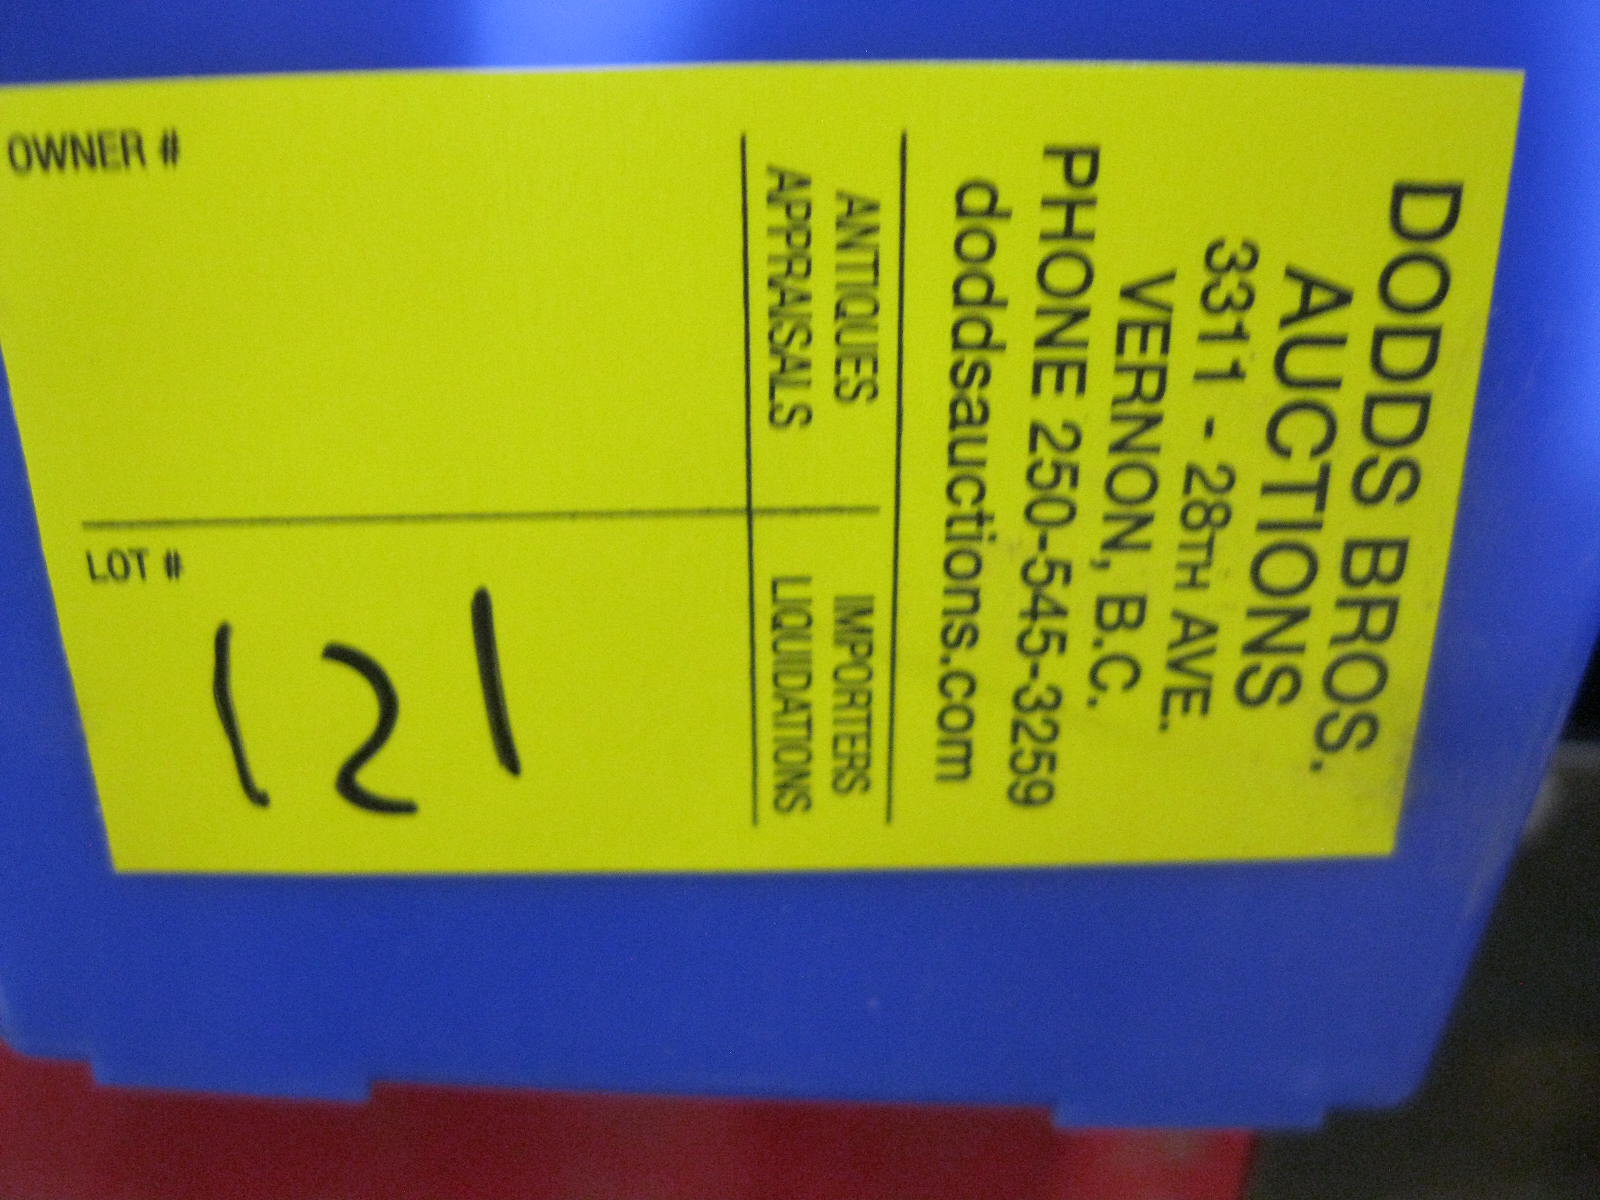 DODDS BROS.
AUCTIONS
3311 - 28TH AVE.
VERNON, B.C.
PHONE 250-545-3259
doddsauctions.com
ANTIQUES IMPORTERS
APPRAISALS LIQUIDATIONS
OWNER #
LOT #
121